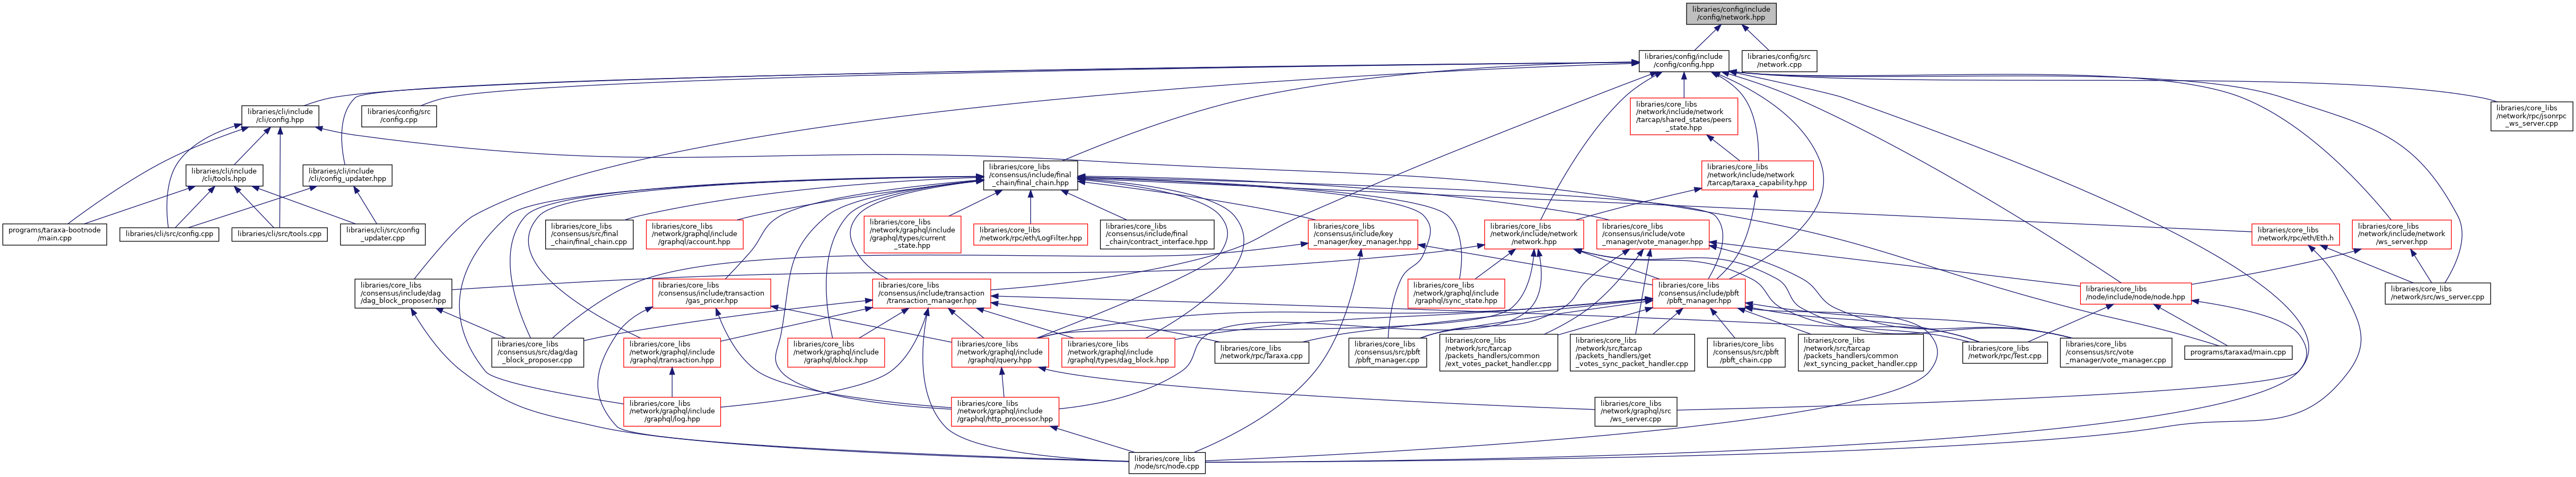 libraries/config/include
/config/network.hpp
libraries/config/include
/config/config.hpp
libraries/config/src
/network.cpp
libraries/cli/include
/cli/config.hpp
libraries/config/src
/config.cpp
libraries/core_libs
/network/include/network
/tarcap/shared_states/peers
_state.hpp
libraries/core_libs
/network/rpc/jsonrpc
_ws_server.cpp
libraries/cli/include
/cli/tools.hpp
libraries/cli/include
/cli/config_updater.hpp
libraries/core_libs
/consensus/include/final
_chain/final_chain.hpp
libraries/core_libs
/network/include/network
/tarcap/taraxa_capability.hpp
programs/taraxa-bootnode
/main.cpp
libraries/cli/src/config.cpp
libraries/cli/src/tools.cpp
libraries/cli/src/config
_updater.cpp
libraries/core_libs
/consensus/src/final
_chain/final_chain.cpp
libraries/core_libs
/network/graphql/include
/graphql/account.hpp
libraries/core_libs
/network/graphql/include
/graphql/types/current
_state.hpp
libraries/core_libs
/network/rpc/eth/LogFilter.hpp
libraries/core_libs
/consensus/include/final
_chain/contract_interface.hpp
libraries/core_libs
/consensus/include/key
_manager/key_manager.hpp
libraries/core_libs
/network/include/network
/network.hpp
libraries/core_libs
/consensus/include/vote
_manager/vote_manager.hpp
libraries/core_libs
/network/rpc/eth/Eth.h
libraries/core_libs
/network/include/network
/ws_server.hpp
libraries/core_libs
/consensus/include/dag
/dag_block_proposer.hpp
libraries/core_libs
/consensus/include/transaction
/gas_pricer.hpp
libraries/core_libs
/consensus/include/transaction
/transaction_manager.hpp
libraries/core_libs
/network/graphql/include
/graphql/sync_state.hpp
libraries/core_libs
/consensus/include/pbft
/pbft_manager.hpp
libraries/core_libs
/node/include/node/node.hpp
libraries/core_libs
/network/src/ws_server.cpp
libraries/core_libs
/consensus/src/dag/dag
_block_proposer.cpp
libraries/core_libs
/network/graphql/include
/graphql/transaction.hpp
libraries/core_libs
/network/graphql/include
/graphql/block.hpp
libraries/core_libs
/network/graphql/include
/graphql/query.hpp
libraries/core_libs
/network/graphql/include
/graphql/types/dag_block.hpp
libraries/core_libs
/network/rpc/Taraxa.cpp
libraries/core_libs
/consensus/src/pbft
/pbft_manager.cpp
libraries/core_libs
/network/src/tarcap
/packets_handlers/common
/ext_votes_packet_handler.cpp
libraries/core_libs
/network/src/tarcap
/packets_handlers/get
_votes_sync_packet_handler.cpp
libraries/core_libs
/consensus/src/pbft
/pbft_chain.cpp
libraries/core_libs
/network/src/tarcap
/packets_handlers/common
/ext_syncing_packet_handler.cpp
libraries/core_libs
/network/rpc/Test.cpp
libraries/core_libs
/consensus/src/vote
_manager/vote_manager.cpp
programs/taraxad/main.cpp
libraries/core_libs
/network/graphql/include
/graphql/log.hpp
libraries/core_libs
/network/graphql/include
/graphql/http_processor.hpp
libraries/core_libs
/network/graphql/src
/ws_server.cpp
libraries/core_libs
/node/src/node.cpp